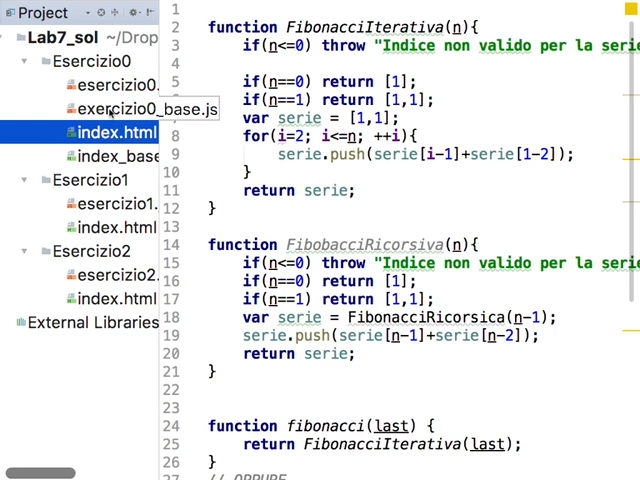 Project
Lab7_sol ~/Drop
Esercizio0
esercizio0.
exercizio0_base.js
index.html
index_base
Esercizio1
esercizio1.
index.html
Esercizio2
esercizio2.
index.html
External Libraries
1
2 function FibonacciIterativa(n){
3 if(n<=0) throw "Indice non valido per la serie
5 if(n==0) return [1];
6 if(n==1) return [1,1];
var serie = [1,1];
8 for(i=2; i<=n; ++i){
9 serie.push(serie[i-1]+serie[1-2]);
10 }
11 return serie;
12 }
13
14 function FibobacciRicorsiva(n){
15 if(n<=0) throw "Indice non valido per la serie
16 if(n==0) return [1];
17 if(n==1) return [1,1];
18 var serie = FibonacciRicorsica(n-1);
19 serie.push(serie[n-1]+serie[n-2]);
20 return serie;
21 }
22
23
24 function fibonacci(last) {
25 return FibonacciIterativa(last);
26 }
27 // OPPURE